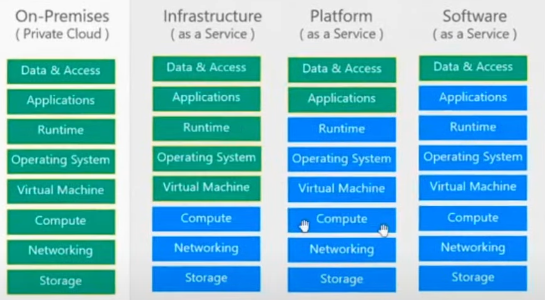 On-Premises
( Private Cloud )
Data & Access
Applications
Runtime
Operating System
Virtual Machine
Compute
Networking
Storage
Infrastructure
( as a Service )
Data & Access
Applications
Runtime
Operating System
Virtual Machine
Compute
Networking
Storage
Platform
( as a Service )
Data & Access
Applications
Runtime
Operating System
Virtual Machine
Compute
Networking
Storage
Software
( as a Service )
Data & Access
Applications
Runtime
Operating System
Virtual Machine
Compute
Networking
Storage